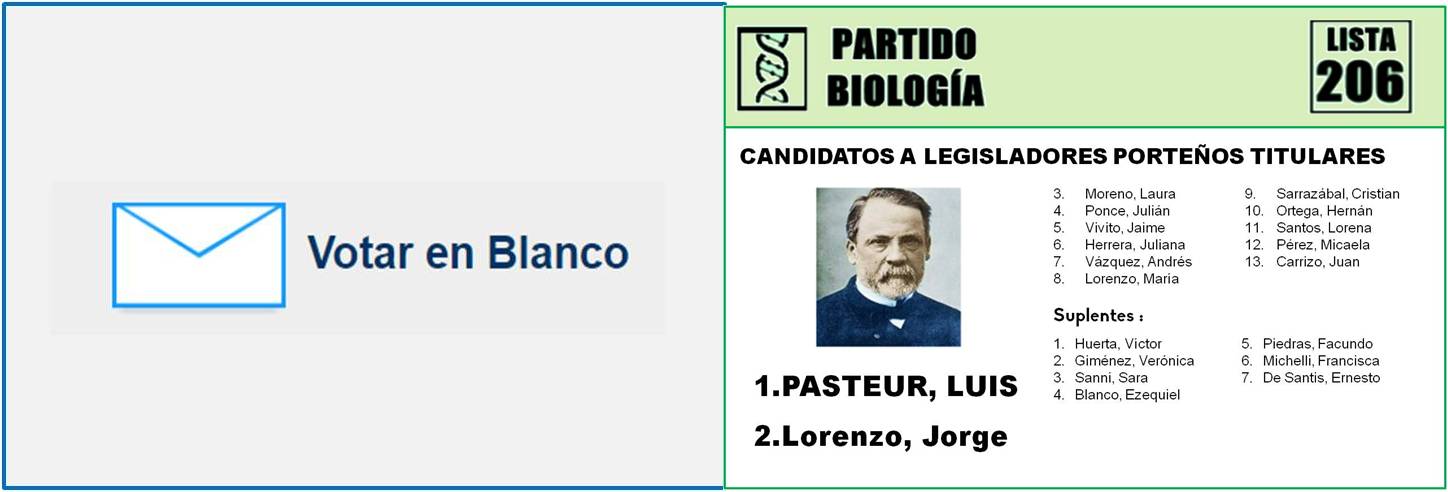 Votar en Blanco
PARTIDO
BIOLOGÍA
LISTA
206
CANDIDATOS A LEGISLADORES PORTEÑOS TITULARES
1.PASTEUR, LUIS
2.Lorenzo, Jorge
3. Moreno, Laura
4. Ponce, Julián
5. Vivito, Jaime
6. Herrera, Juliana
7. Vázquez, Andrés
8. Lorenzo, Maria
9. Sarrazábal, Cristian
10. Ortega, Hernán
11. Santos, Lorena
12. Pérez, Micaela
13. Carrizo, Juan
Suplentes :
1. Huerta, Victor
2. Giménez, Verónica
3. Sanni, Sara
4. Blanco, Ezequiel
5. Piedras, Facundo
6. Michelli, Francisca
7. De Santis, Ernesto